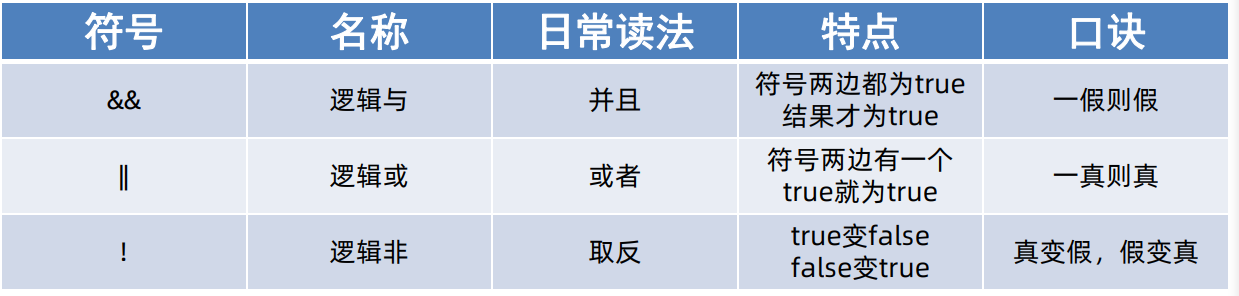 符号 名称 日常读法 特点 口诀
&& 逻辑与 并且 符号两边都为true 一假则假
结果才为true
|| 逻辑或 或者 符号两边有一个 一真则真
true就为true
! 逻辑非 取反 true变false 真变假，假变真
false变true